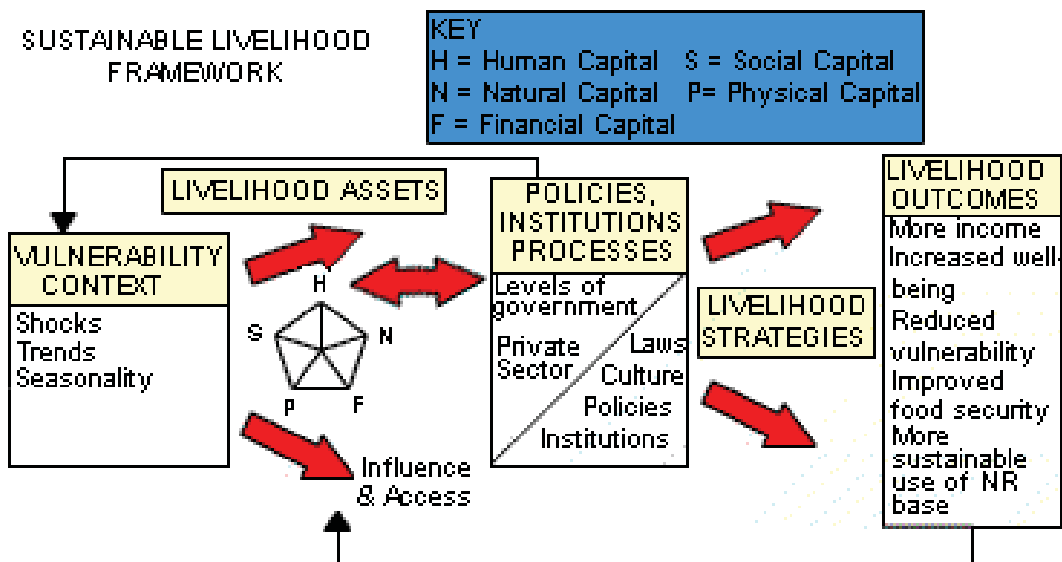 SUSTAINABLE LIVELIHOOD
FRAMEWORK
KEY
H = Human Capital S = Social Capital
N = Natural Capital P= Physical Capital
F = Financial Capital
LIVELIHOOD ASSETS
VULNERABILITY
CONTEXT
Shocks
Trends
Seasonality
H
S
N
P
F
Influence
& Access
POLICIES,
INSTITUTIONS
PROCESSES
Levels of
government
Private
Sector
Laws
Culture
Policies
Institutions
LIVELIHOOD
STRATEGIES
LIVELIHOOD
OUTCOMES
More income
Increased well-
being
Reduced
vulnerability
Improved
food security
More
sustainable
use of NR
base